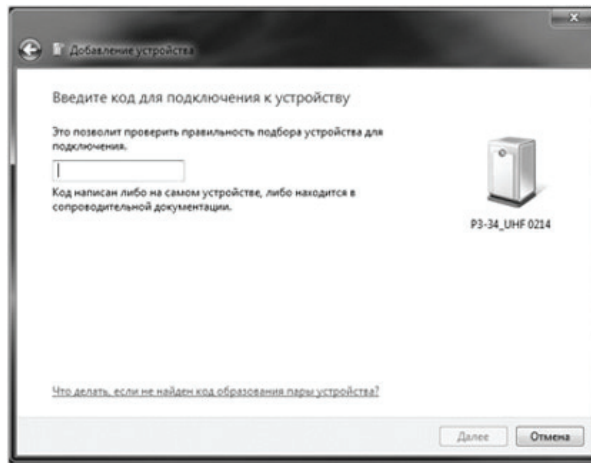 Добавление устройства
Введите код для подключения к устройству
Это позволит проверить правильность подбора устройства для
подключения.
Код написан либо на самом устройстве, либо находится в
сопроводительной документации.
P3-34_UHF 0214
Что делать, если не найден код образования пары устройства?
Далее
Отмена